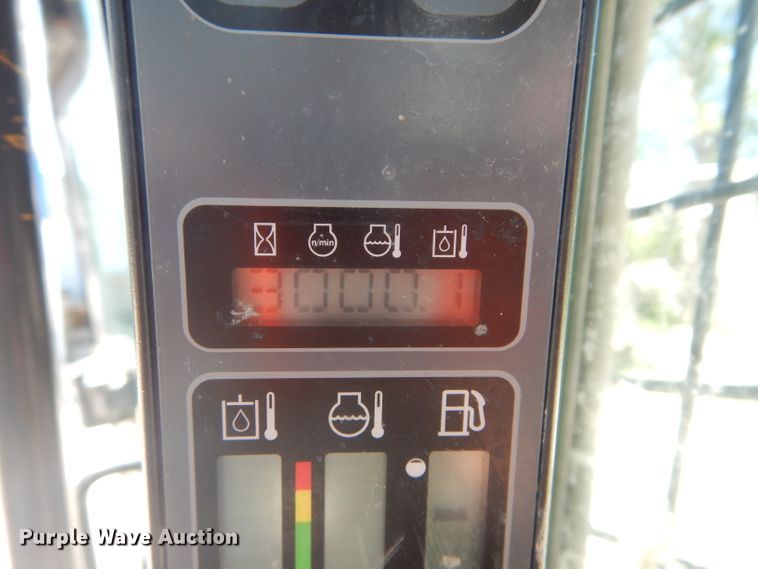 n/min
3000.1
Purple Wave Auction®